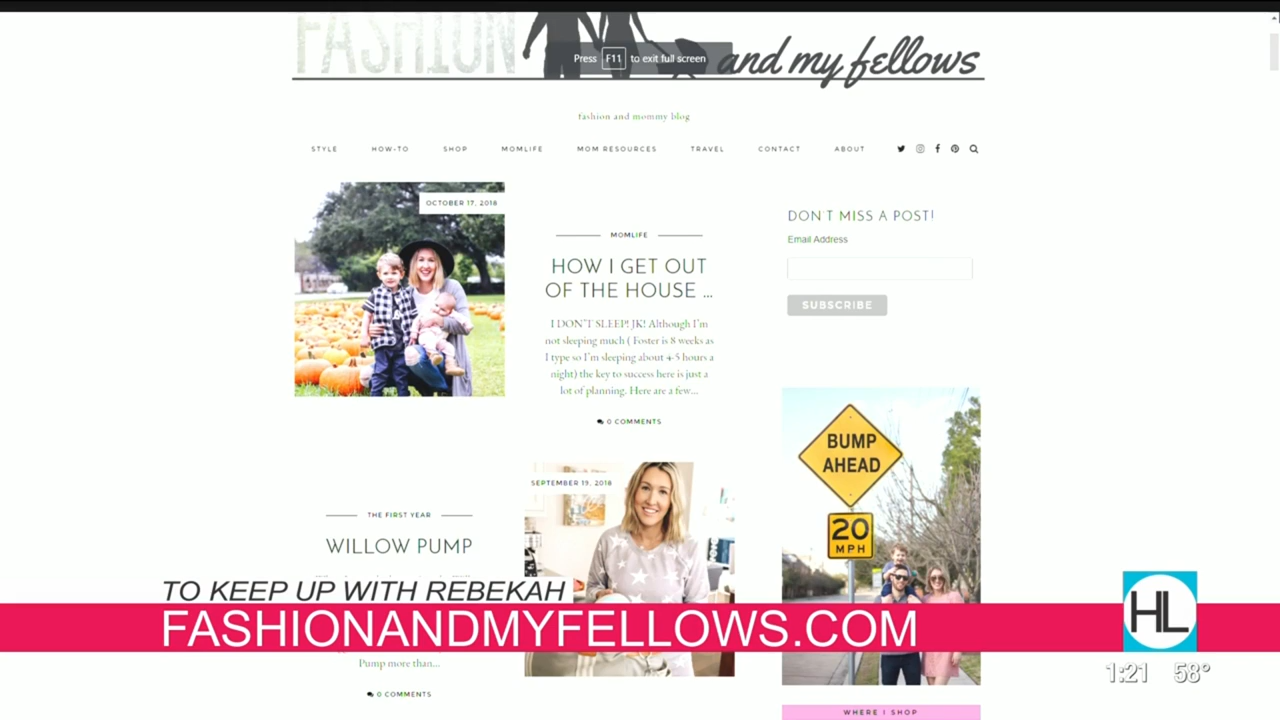 FASHION
and my fellows
Press F11 to exit full screen
fashion and mommy blog
STYLE HOW-TO SHOP MOMLIFE MOM RESOURCES TRAVEL CONTACT ABOUT
OCTOBER 17, 2018
MOMLIFE
HOW I GET OUT
OF THE HOUSE ...
I DON'T SLEEP! JK! Although I'm
not sleeping much ( Foster is 8 weeks as
I type so I'm sleeping about 4-5 hours a
night) the key to success here is just a
lot of planning. Here are a few...
0 COMMENTS
DON T MISS A POST!
Email Address
SUBSCRIBE
BUMP
AHEAD
20
MPH
THE FIRST YEAR
WILLOW PUMP
SEPTEMBER 19, 2018
Pump more than...
0 COMMENTS
WHERE I SHOP
TO KEEP UP WITH REBEKAH
FASHIONANDMYFELLOWS.COM
HL
1:21 58°